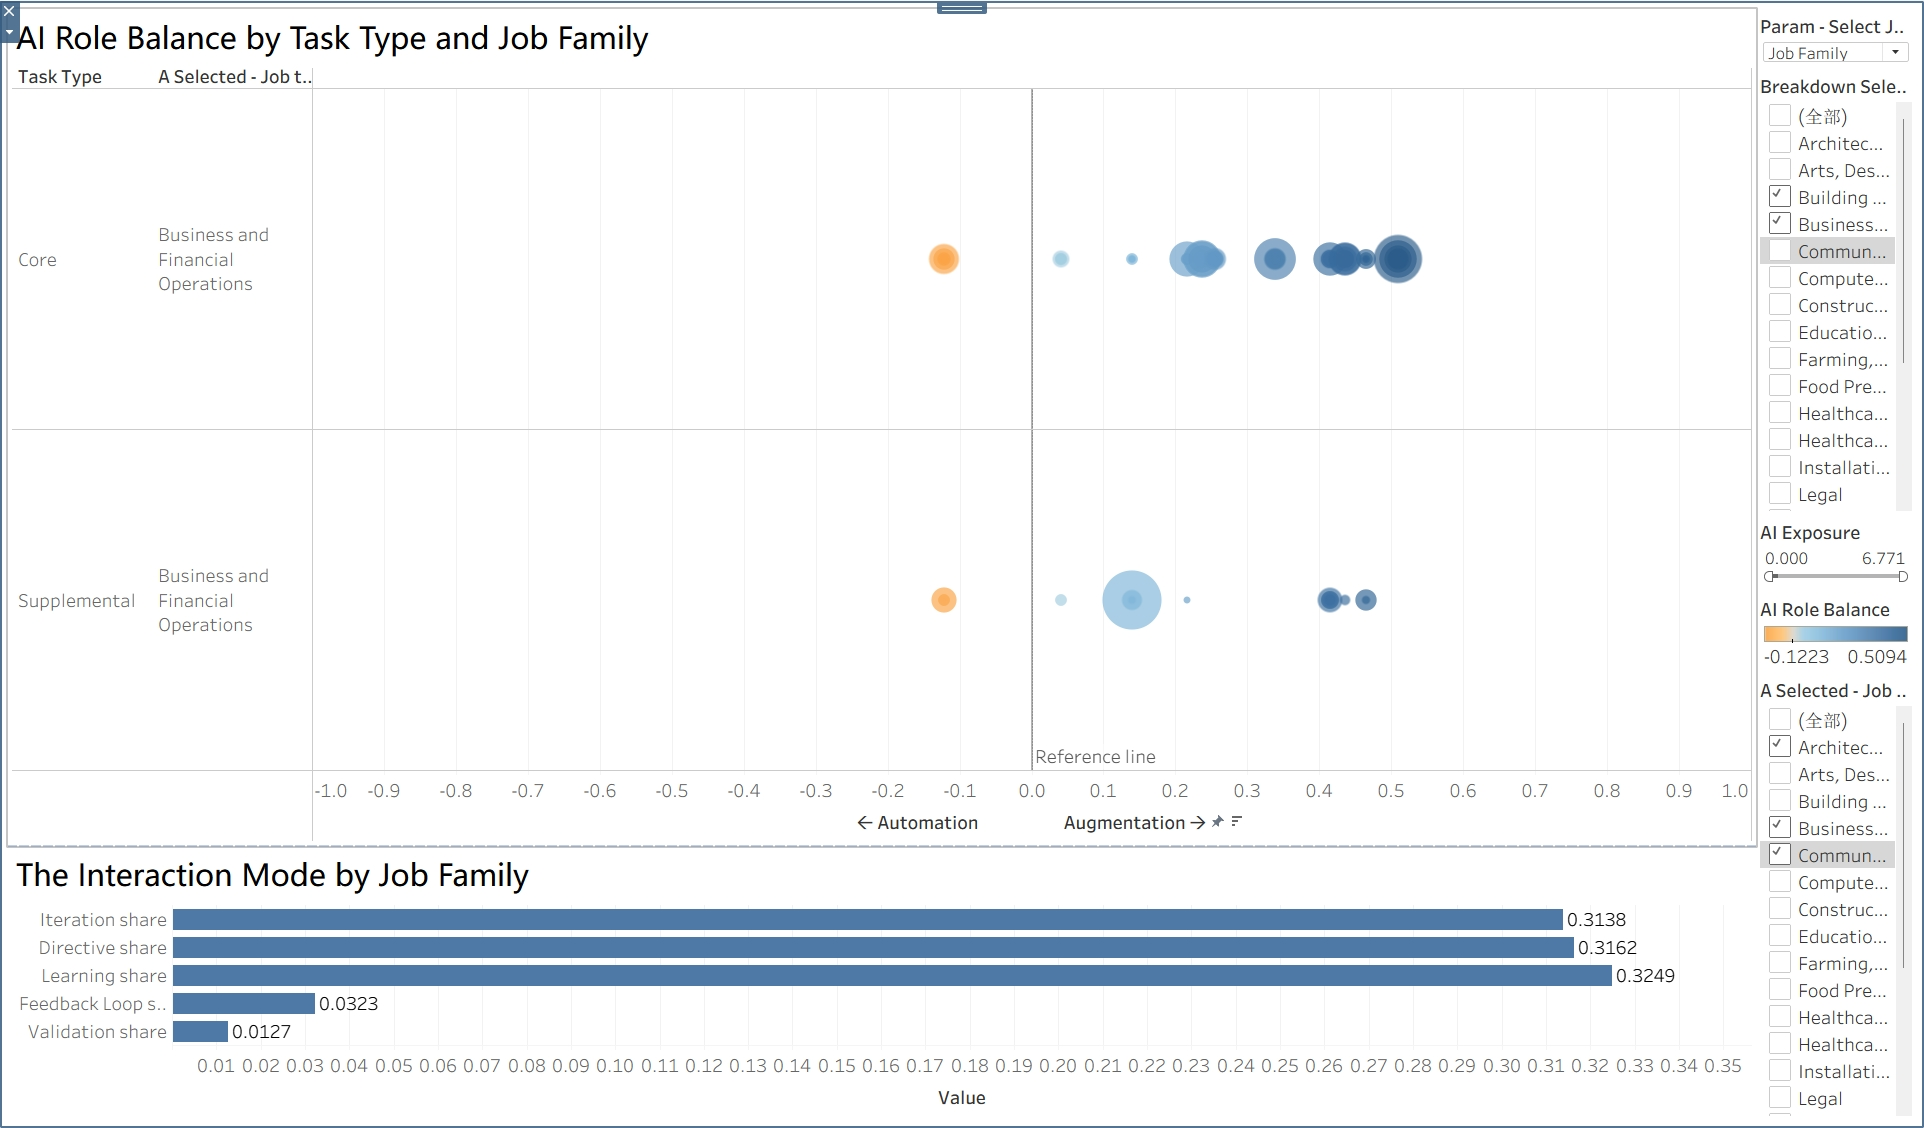 AI Role Balance by Task Type and Job Family
Task Type
A Selected - Job t..
Core
Business and
Financial
Operations
Supplemental
Business and
Financial
Operations
Reference line
-1.0 -0.9 -0.8 -0.7 -0.6 -0.5 -0.4 -0.3 -0.2 -0.1 0.0 0.1 0.2 0.3 0.4 0.5 0.6 0.7 0.8 0.9 1.0
← Automation
Augmentation →
The Interaction Mode by Job Family
Iteration share 0.3138
Directive share 0.3162
Learning share 0.3249
Feedback Loop s.. 0.0323
Validation share 0.0127
0.01 0.02 0.03 0.04 0.05 0.06 0.07 0.08 0.09 0.10 0.11 0.12 0.13 0.14 0.15 0.16 0.17 0.18 0.19 0.20 0.21 0.22 0.23 0.24 0.25 0.26 0.27 0.28 0.29 0.30 0.31 0.32 0.33 0.34 0.35
Value
Param - Select J..
Job Family
Breakdown Sele..
(全部)
Architec...
Arts, Des...
Building ...
Business...
Commun...
Compute...
Construc...
Educatio...
Farming,...
Food Pre...
Healthca...
Healthca...
Installati...
Legal
AI Exposure
0.000 6.771
AI Role Balance
-0.1223 0.5094
A Selected - Job ..
(全部)
Architec...
Arts, Des...
Building ...
Business...
Commun...
Compute...
Construc...
Educatio...
Farming,...
Food Pre...
Healthca...
Healthca...
Installati...
Legal